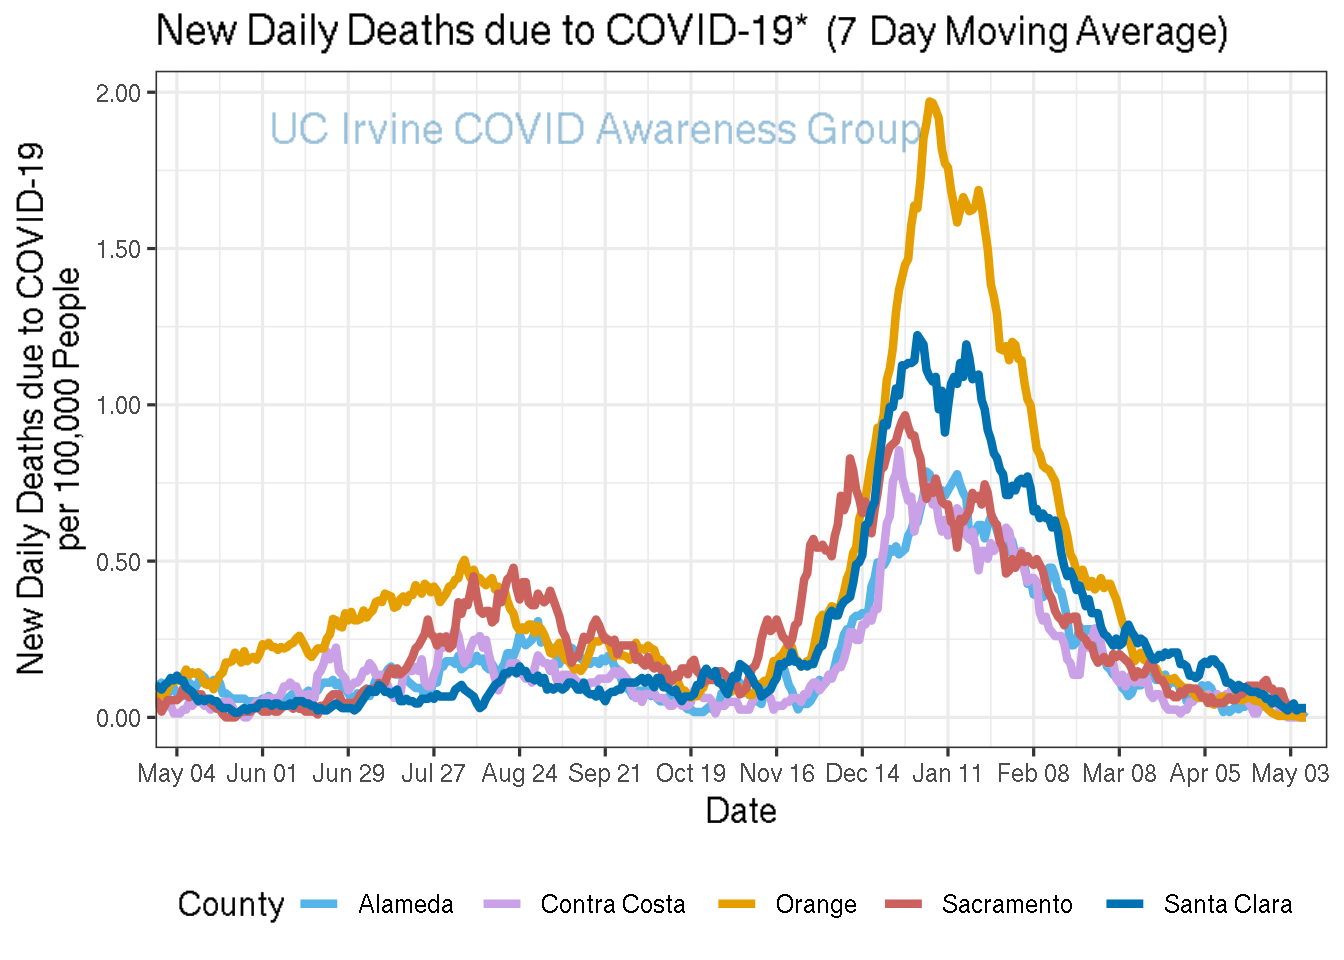 New Daily Deaths due to COVID-19* (7 Day Moving Average)
UC Irvine COVID Awareness Group
New Daily Deaths due to COVID-19
per 100,000 People
2.00
1.50
1.00
0.50
0.00
May 04 Jun 01 Jun 29 Jul 27 Aug 24 Sep 21 Oct 19 Nov 16 Dec 14 Jan 11 Feb 08 Mar 08 Apr 05 May 03
Date
County Alameda Contra Costa Orange Sacramento Santa Clara